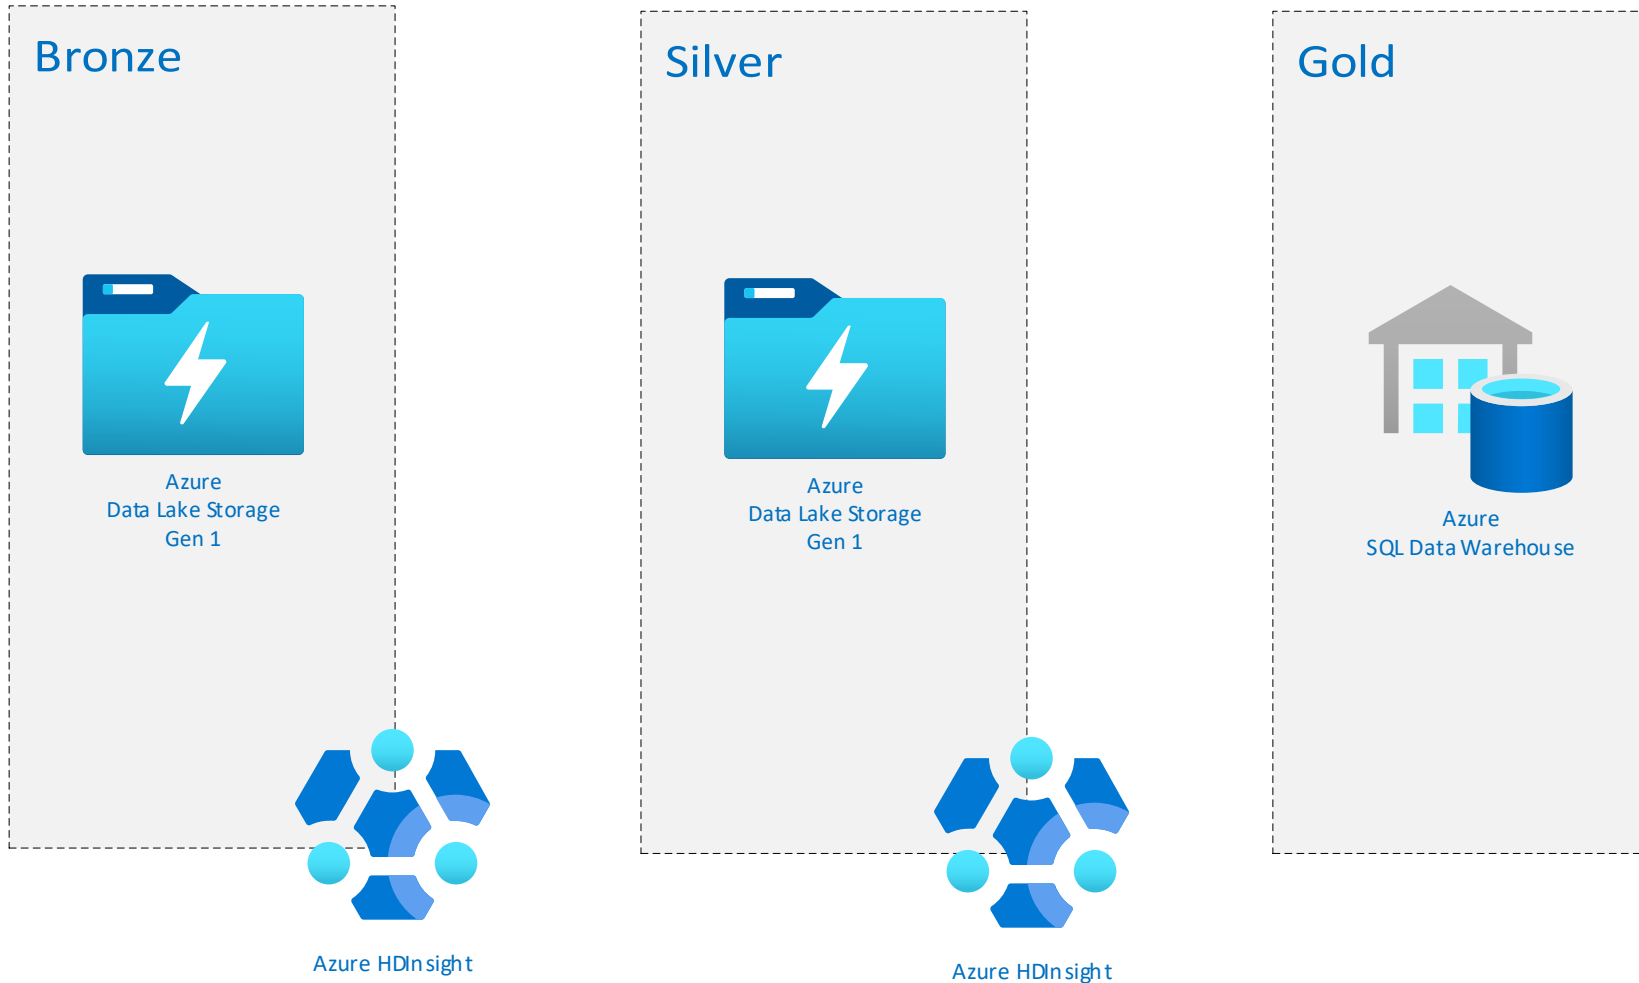 Bronze
Azure
Data Lake Storage
Gen 1
Azure HDInsight
Silver
Azure
Data Lake Storage
Gen 1
Azure HDInsight
Gold
Azure
SQL Data Warehouse